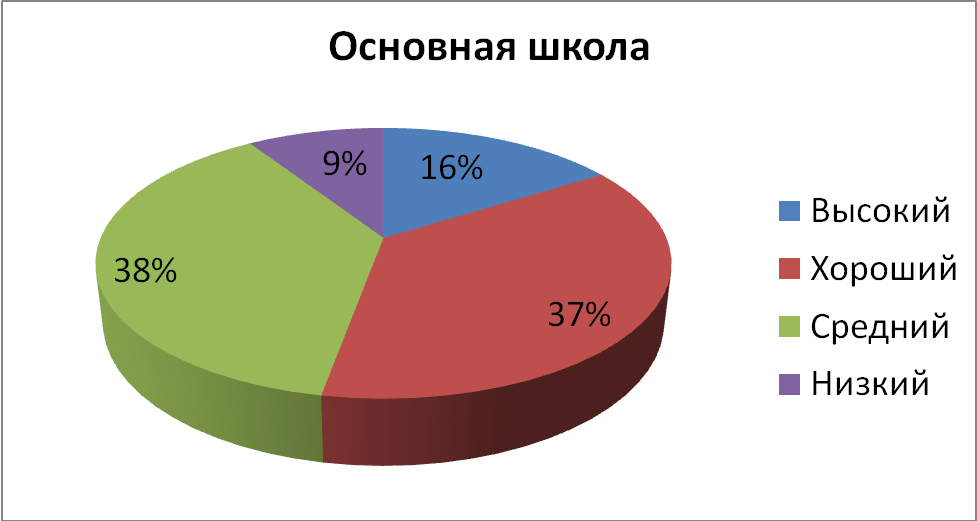 Основная школа
9%
16%
38%
37%
Высокий
Хороший
Средний
Низкий